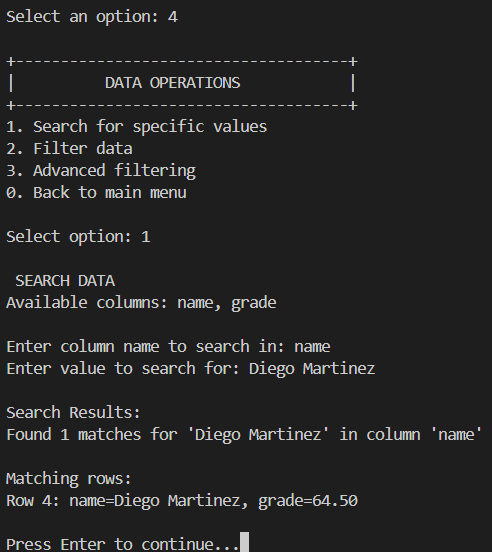 Select an option: 4
+-------------------------------------+
|          DATA OPERATIONS            |
+-------------------------------------+
1. Search for specific values
2. Filter data
3. Advanced filtering
0. Back to main menu
Select option: 1
SEARCH DATA
Available columns: name, grade
Enter column name to search in: name
Enter value to search for: Diego Martinez
Search Results:
Found 1 matches for 'Diego Martinez' in column 'name'
Matching rows:
Row 4: name=Diego Martinez, grade=64.50
Press Enter to continue...